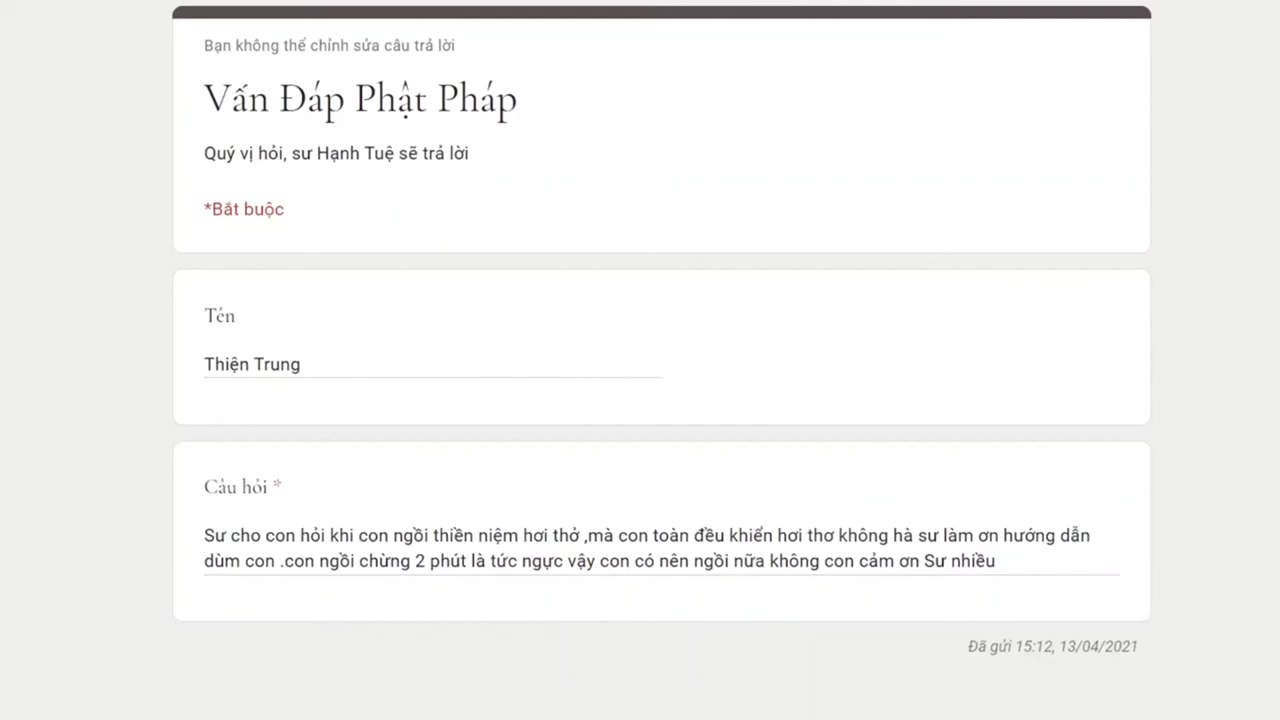 Bạn không thể chỉnh sửa câu trả lời
Vấn Đáp Phật Pháp
Quý vị hỏi, sư Hạnh Tuệ sẽ trả lời
*Bắt buộc
Tên
Thiện Trung
Câu hỏi *
Sư cho con hỏi khi con ngồi thiền niệm hơi thở ,mà con toàn đều khiển hơi thơ không hà sư làm ơn hướng dẫn
dùm con .con ngồi chừng 2 phút là tức ngực vậy con có nên ngồi nữa không con cảm ơn Sư nhiều
Đã gửi 15:12, 13/04/2021